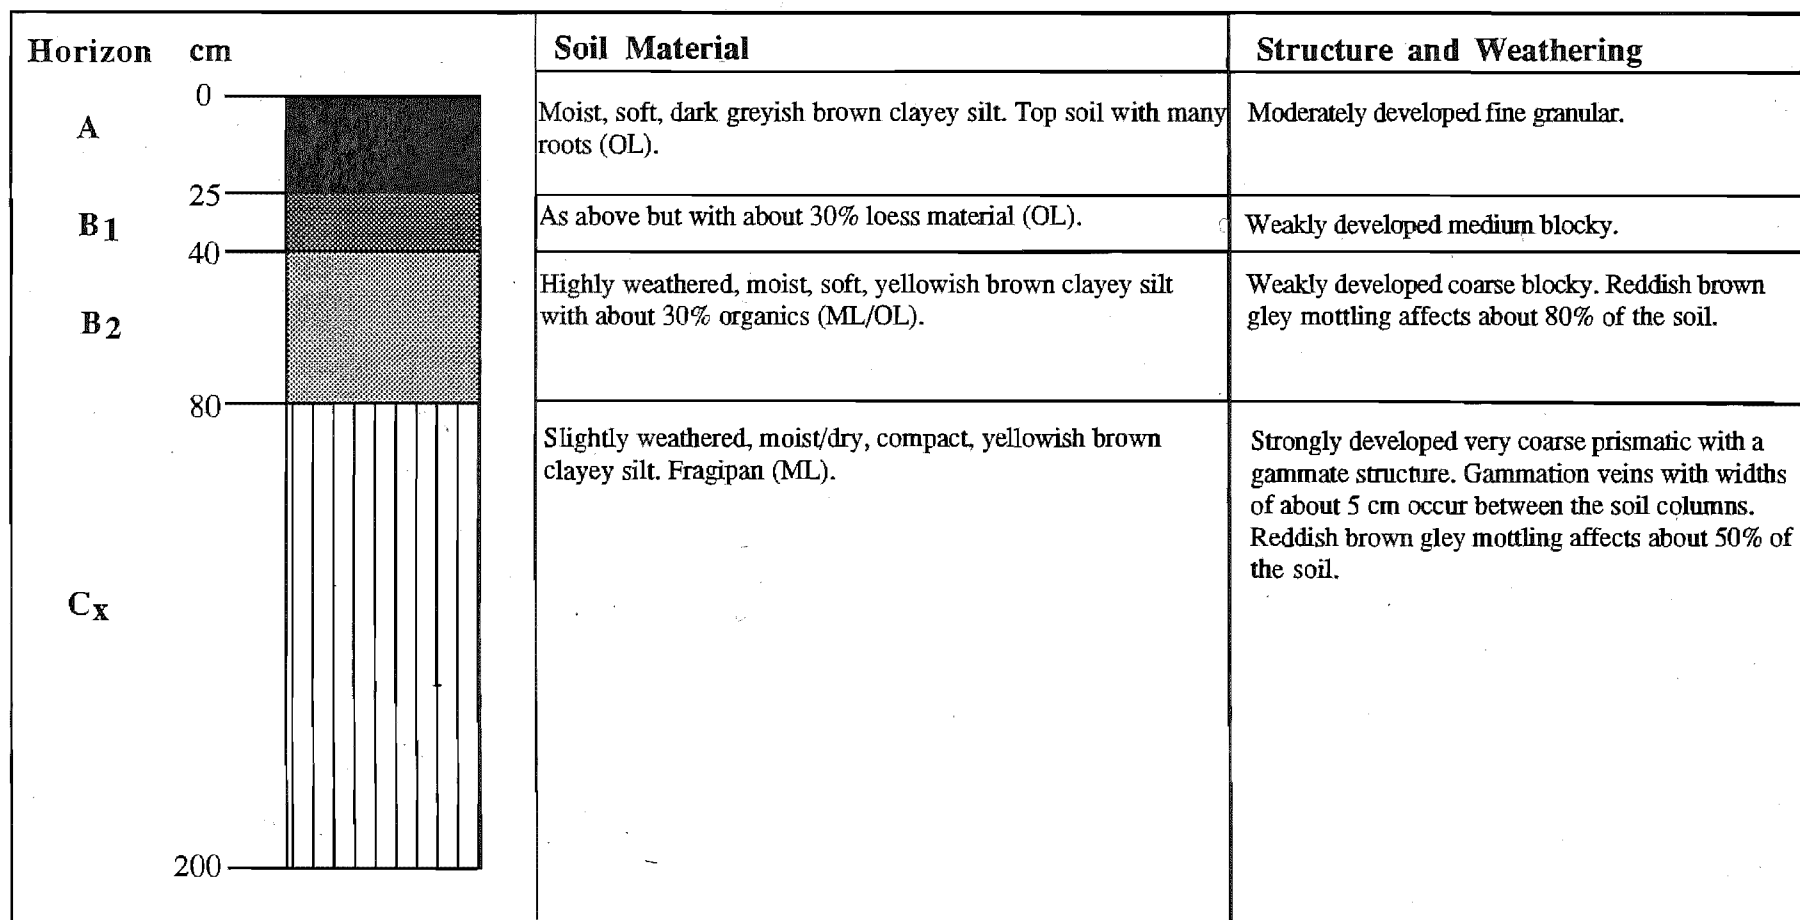 Horizon cm
Soil Material
Structure and Weathering
0
A
Moist, soft, dark greyish brown clayey silt. Top soil with many
roots (OL).
Moderately developed fine granular.
25
B1
As above but with about 30% loess material (OL).
Weakly developed medium blocky.
40
B2
Highly weathered, moist, soft, yellowish brown clayey silt
with about 30% organics (ML/OL).
Weakly developed coarse blocky. Reddish brown
gley mottling affects about 80% of the soil.
80
Cx
Slightly weathered, moist/dry, compact, yellowish brown
clayey silt. Fragipan (ML).
Strongly developed very coarse prismatic with a
gammate structure. Gammation veins with widths
of about 5 cm occur between the soil columns.
Reddish brown gley mottling affects about 50% of
the soil.
200